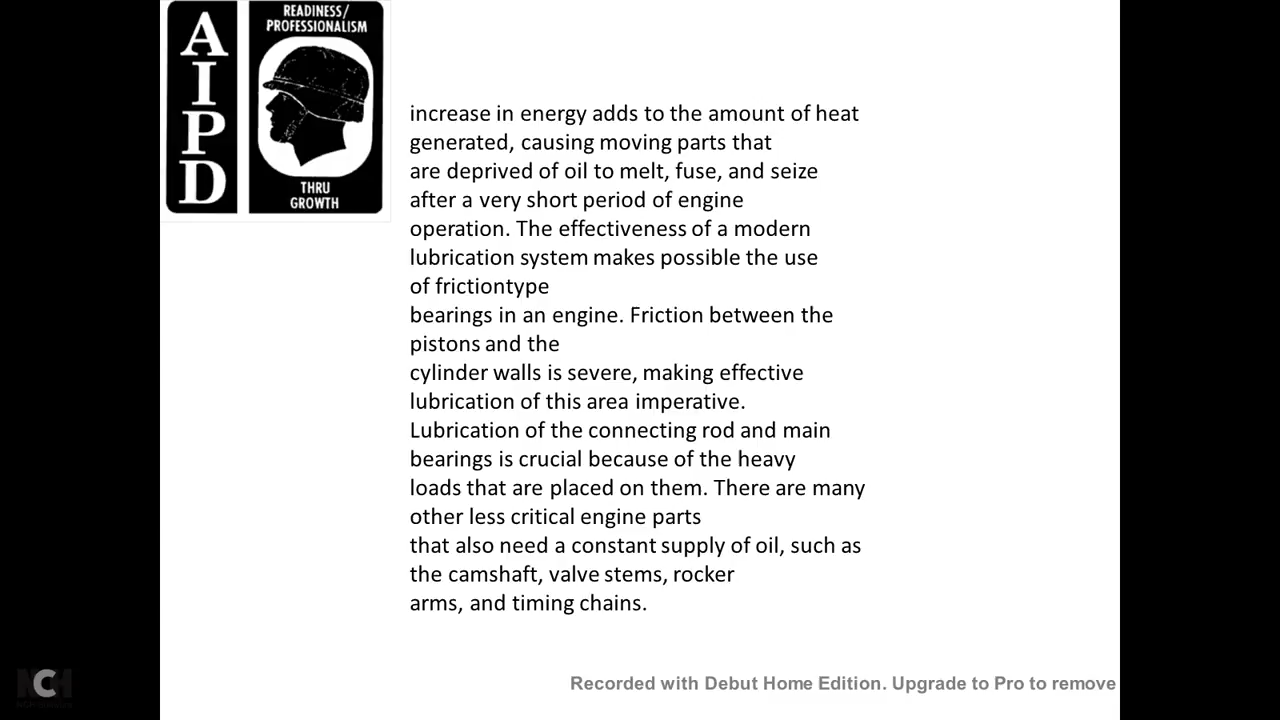 AIPD
READINESS/
PROFESSIONALISM
THRU
GROWTH
increase in energy adds to the amount of heat
generated, causing moving parts that
are deprived of oil to melt, fuse, and seize
after a very short period of engine
operation. The effectiveness of a modern
lubrication system makes possible the use
of frictiontype
bearings in an engine. Friction between the
pistons and the
cylinder walls is severe, making effective
lubrication of this area imperative.
Lubrication of the connecting rod and main
bearings is crucial because of the heavy
loads that are placed on them. There are many
other less critical engine parts
that also need a constant supply of oil, such as
the camshaft, valve stems, rocker
arms, and timing chains.
NCH
Recorded with Debut Home Edition. Upgrade to Pro to remove